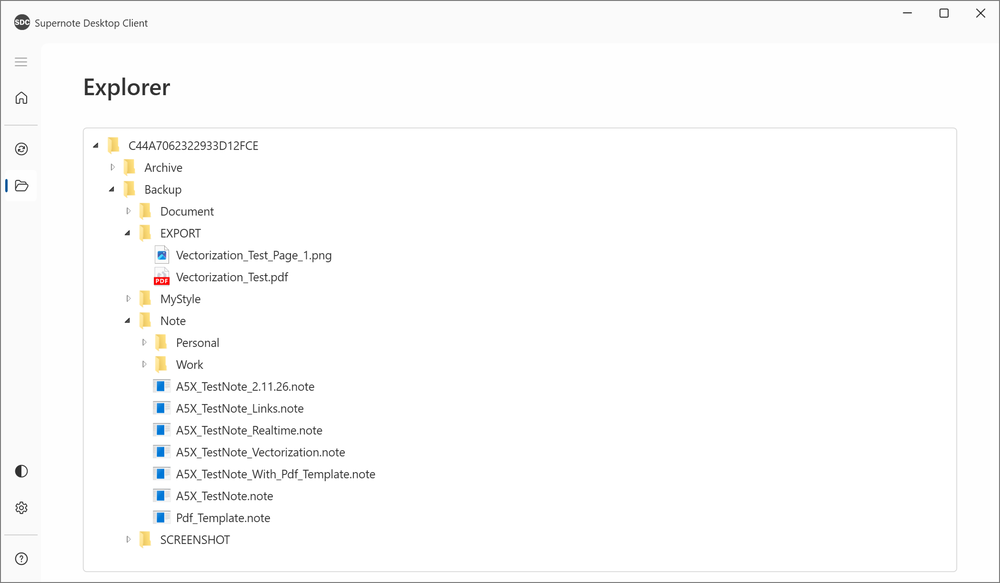 SDC Supernote Desktop Client
Explorer
C44A7062322933D12FCE
Archive
Backup
Document
EXPORT
Vectorization_Test_Page_1.png
PDF Vectorization_Test.pdf
MyStyle
Note
Personal
Work
A5X_TestNote_2.11.26.note
A5X_TestNote_Links.note
A5X_TestNote_Realtime.note
A5X_TestNote_Vectorization.note
A5X_TestNote_With_Pdf_Template.note
A5X_TestNote.note
Pdf_Template.note
SCREENSHOT